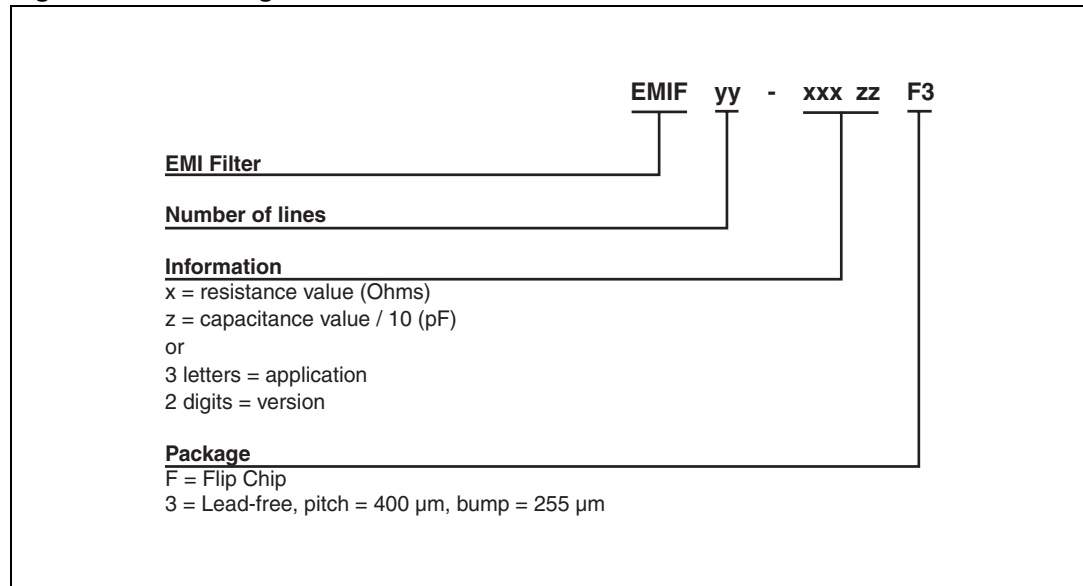 EMIF yy - xxx zz F3
EMI Filter
Number of lines
Information
x = resistance value (Ohms)
z = capacitance value / 10 (pF)
or
3 letters = application
2 digits = version
Package
F = Flip Chip
3 = Lead-free, pitch = 400 µm, bump = 255 µm